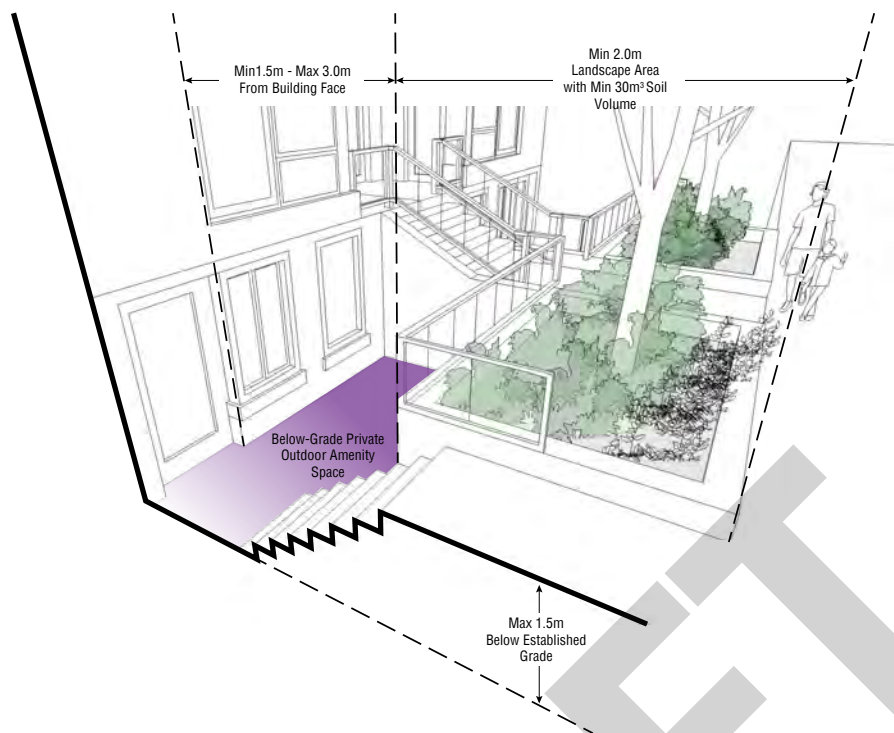 Min1.5m - Max 3.0m
From Building Face
Min 2.0m
Landscape Area
with Min 30m³ Soil
Volume
Below-Grade Private
Outdoor Amenity
Space
Max 1.5m
Below Established
Grade